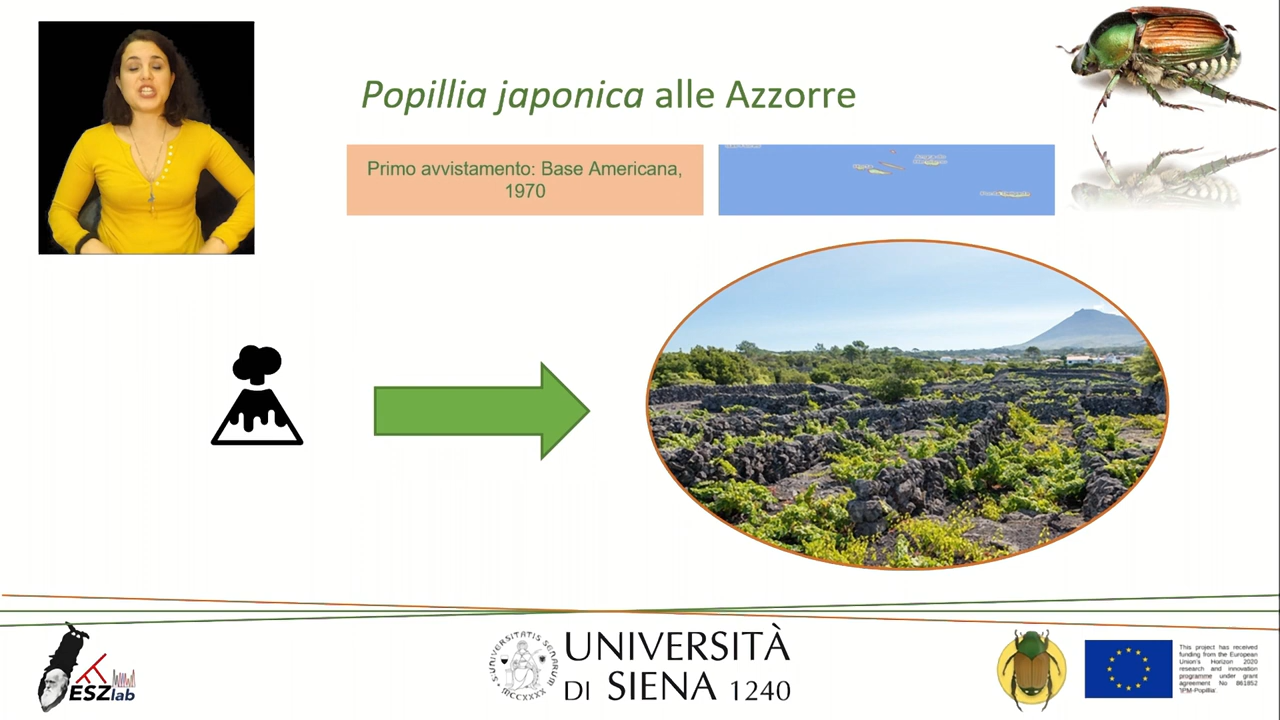 Popillia japonica alle Azzorre
Primo avvistamento: Base Americana,
1970
ESZlab
UNIVERSITÀ
DI SIENA 1240
This project has received
funding from the European
Union's Horizon 2020
research and innovation
programme under grant
agreement No 861852
'IPM-Popillia'.